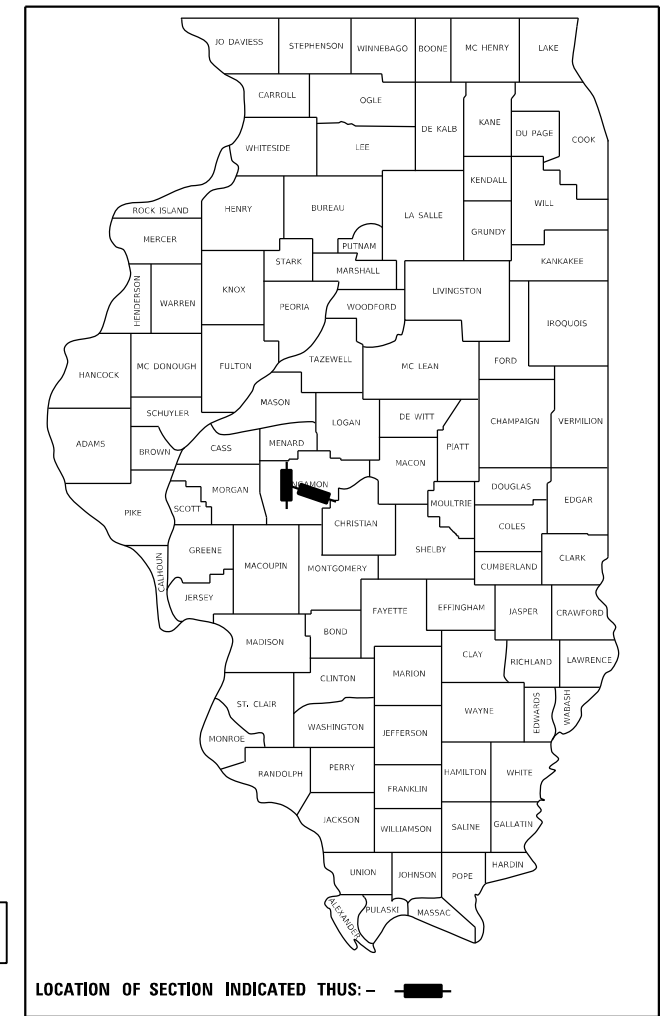 JO DAVIESS STEPHENSON WINNEBAGO BOONE MC HENRY LAKE
CARROLL OGLE
DE KALB KANE DU PAGE COOK
WHITESIDE LEE
KENDALL
ROCK ISLAND HENRY BUREAU LA SALLE WILL
GRUNDY
MERCER PUTNAM
STARK MARSHALL KANKAKEE
HENDERSON WARREN KNOX PEORIA WOODFORD LIVINGSTON
IROQUOIS
HANCOCK MC DONOUGH FULTON TAZEWELL MC LEAN FORD
MASON
SCHUYLER LOGAN DE WITT CHAMPAIGN VERMILION
ADAMS BROWN CASS MENARD PIATT
MACON
MORGAN NGAMON DOUGLAS
PIKE SCOTT MOULTRIE EDGAR
CHRISTIAN COLES
GREENE SHELBY
CALHOUN MACOUPIN MONTGOMERY CUMBERLAND CLARK
JERSEY
FAYETTE EFFINGHAM JASPER CRAWFORD
MADISON BOND
CLAY RICHLAND LAWRENCE
CLINTON MARION
ST. CLAIR WAYNE EDWARDS WABASH
WASHINGTON JEFFERSON
MONROE
RANDOLPH PERRY HAMILTON WHITE
FRANKLIN
JACKSON WILLIAMSON SALINE GALLATIN
HARDIN
UNION JOHNSON POPE
ALEXANDER PULASKI MASSAC
LOCATION OF SECTION INDICATED THUS: –